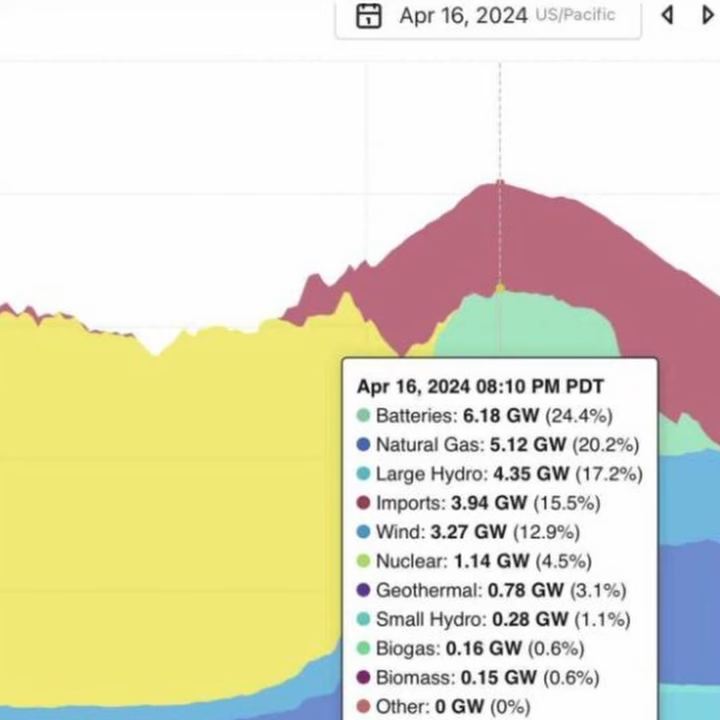 Apr 16, 2024 US/Pacific
Apr 16, 2024 08:10 PM PDT
Batteries: 6.18 GW (24.4%)
Natural Gas: 5.12 GW (20.2%)
Large Hydro: 4.35 GW (17.2%)
Imports: 3.94 GW (15.5%)
Wind: 3.27 GW (12.9%)
Nuclear: 1.14 GW (4.5%)
Geothermal: 0.78 GW (3.1%)
Small Hydro: 0.28 GW (1.1%)
Biogas: 0.16 GW (0.6%)
Biomass: 0.15 GW (0.6%)
Other: 0 GW (0%)